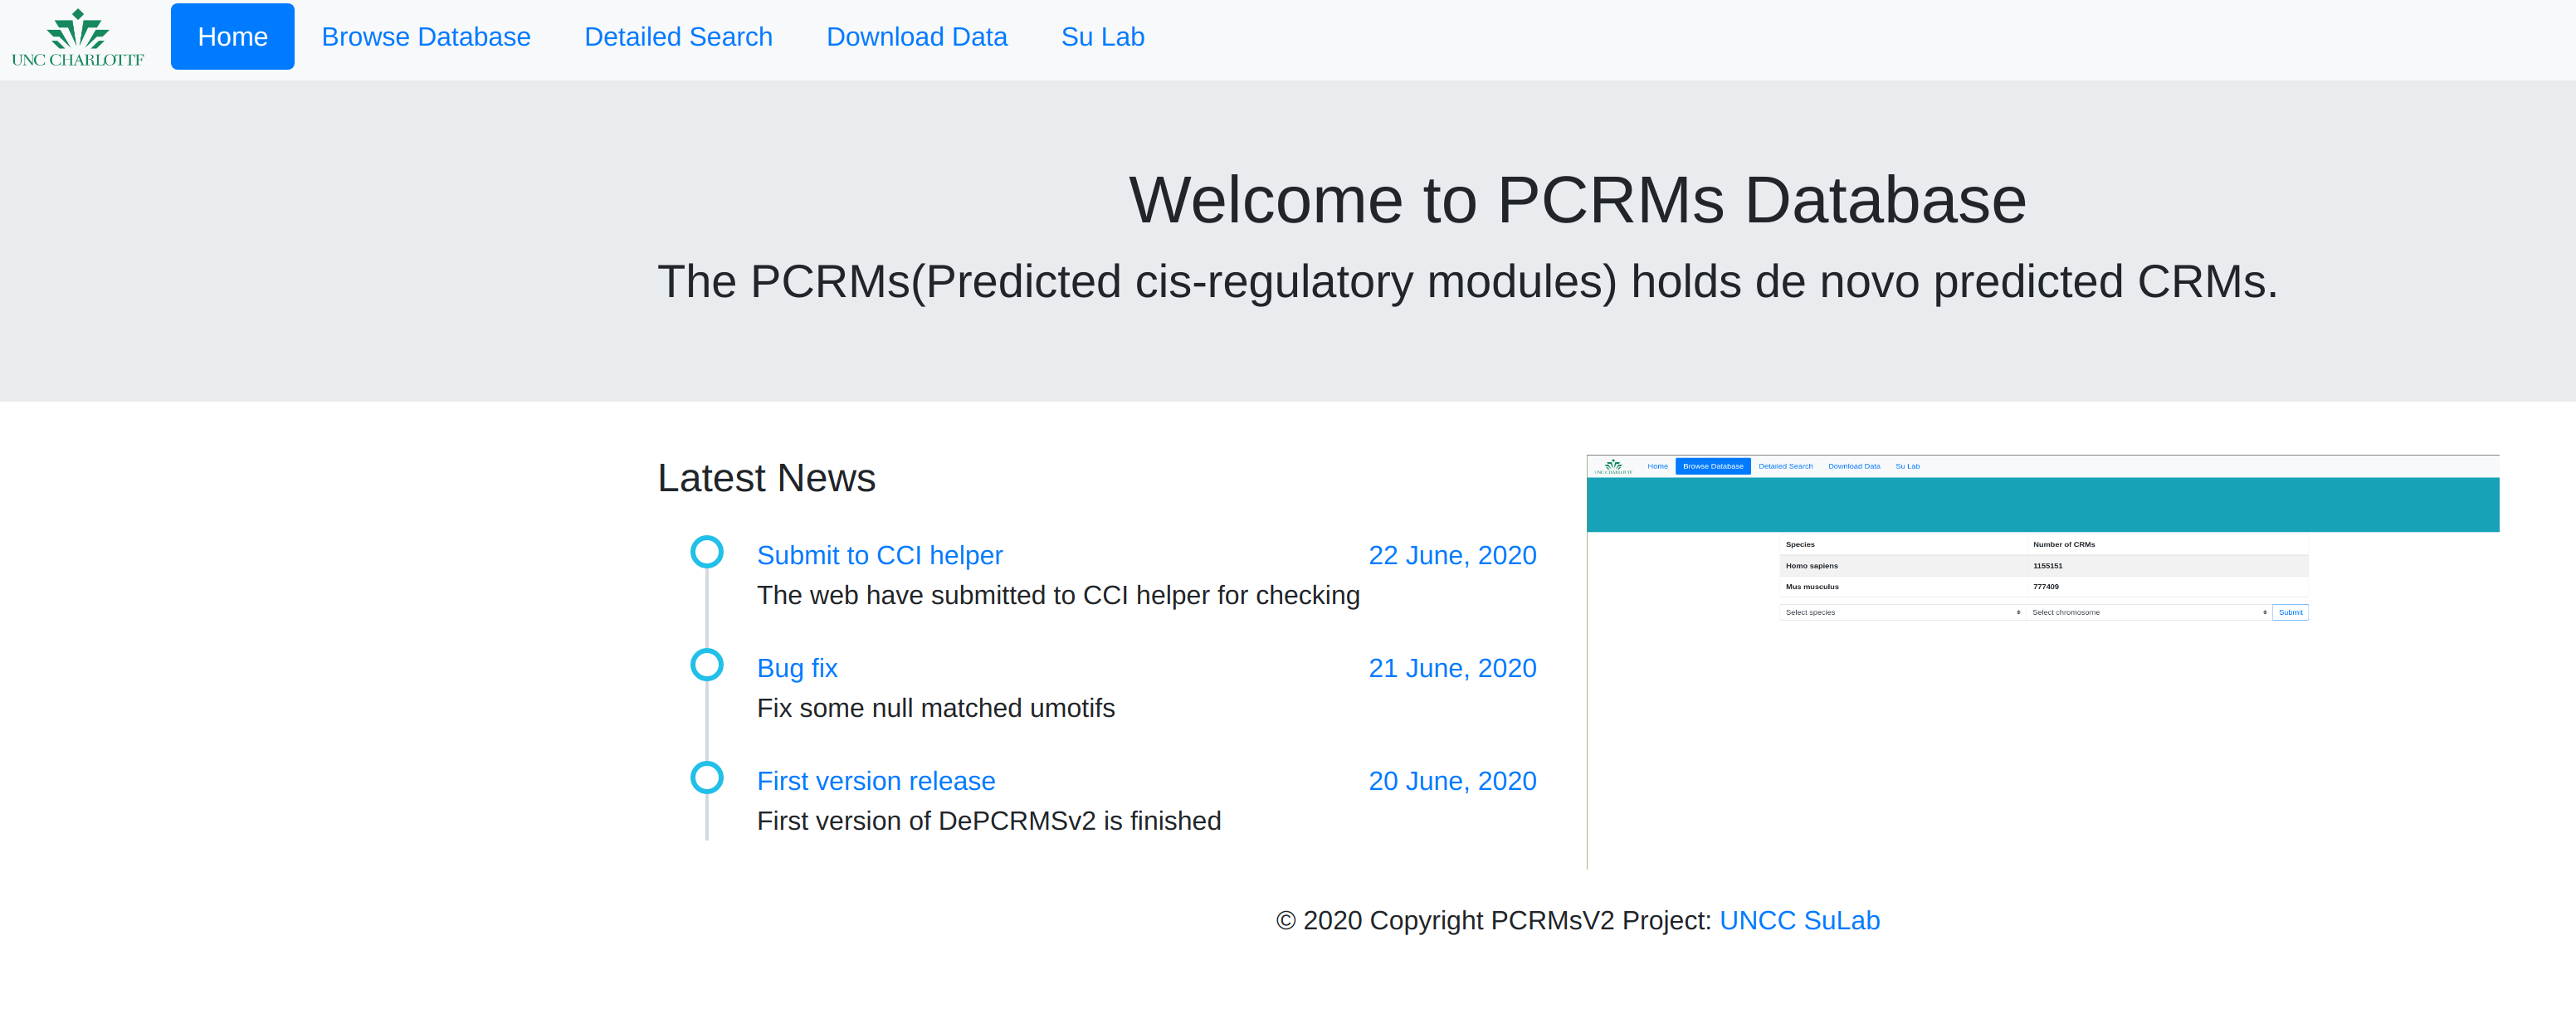 UNC CHARLOTTE
Home
Browse Database
Detailed Search
Download Data
Su Lab
Welcome to PCRMs Database
The PCRMs(Predicted cis-regulatory modules) holds de novo predicted CRMs.
Latest News
Submit to CCI helper 22 June, 2020
The web have submitted to CCI helper for checking
Bug fix 21 June, 2020
Fix some null matched umotifs
First version release 20 June, 2020
First version of DePCRMSv2 is finished
UNC CHARLOTTE
Home Browse Database Detailed Search Download Data Su Lab
Species Number of CRMs
Homo sapiens 1155151
Mus musculus 777409
Select species Select chromosome Submit
© 2020 Copyright PCRMsV2 Project: UNCC SuLab